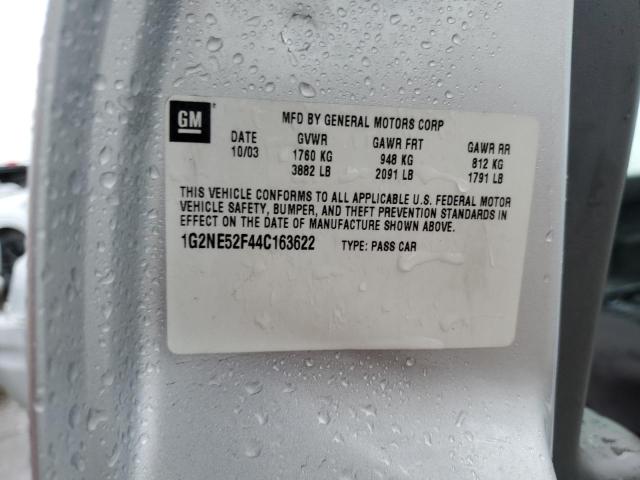 GM
MFD BY GENERAL MOTORS CORP
DATE GVWR GAWR FRT GAWR RR
10/03 1760 KG 948 KG 812 KG
3882 LB 2091 LB 1791 LB
THIS VEHICLE CONFORMS TO ALL APPLICABLE U.S. FEDERAL MOTOR
VEHICLE SAFETY, BUMPER, AND THEFT PREVENTION STANDARDS IN
EFFECT ON THE DATE OF MANUFACTURE SHOWN ABOVE.
1G2NE52F44C163622 TYPE: PASS CAR